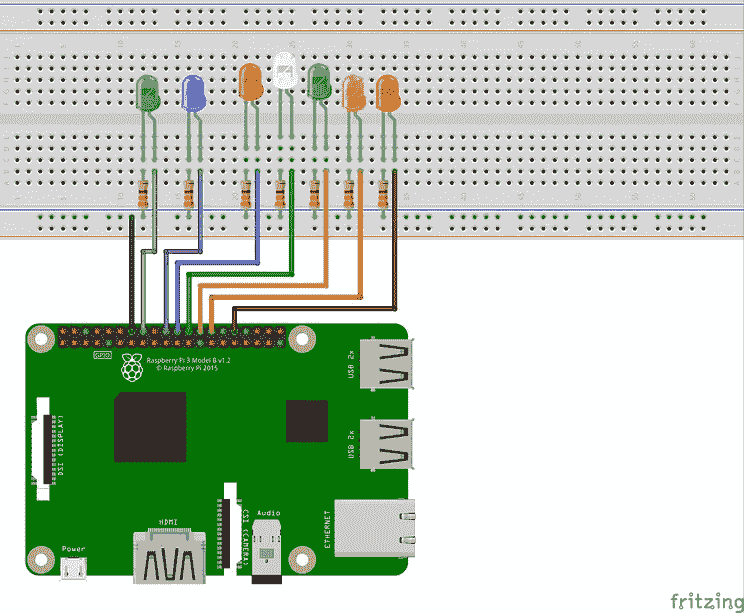 GPIO
Raspberry Pi 3 Model B v1.2
© Raspberry Pi 2015
USB 2x
DSI (DISPLAY)
USB 2x
HDMI
CSI (CAMERA)
Audio
ETHERNET
Power
fritzing